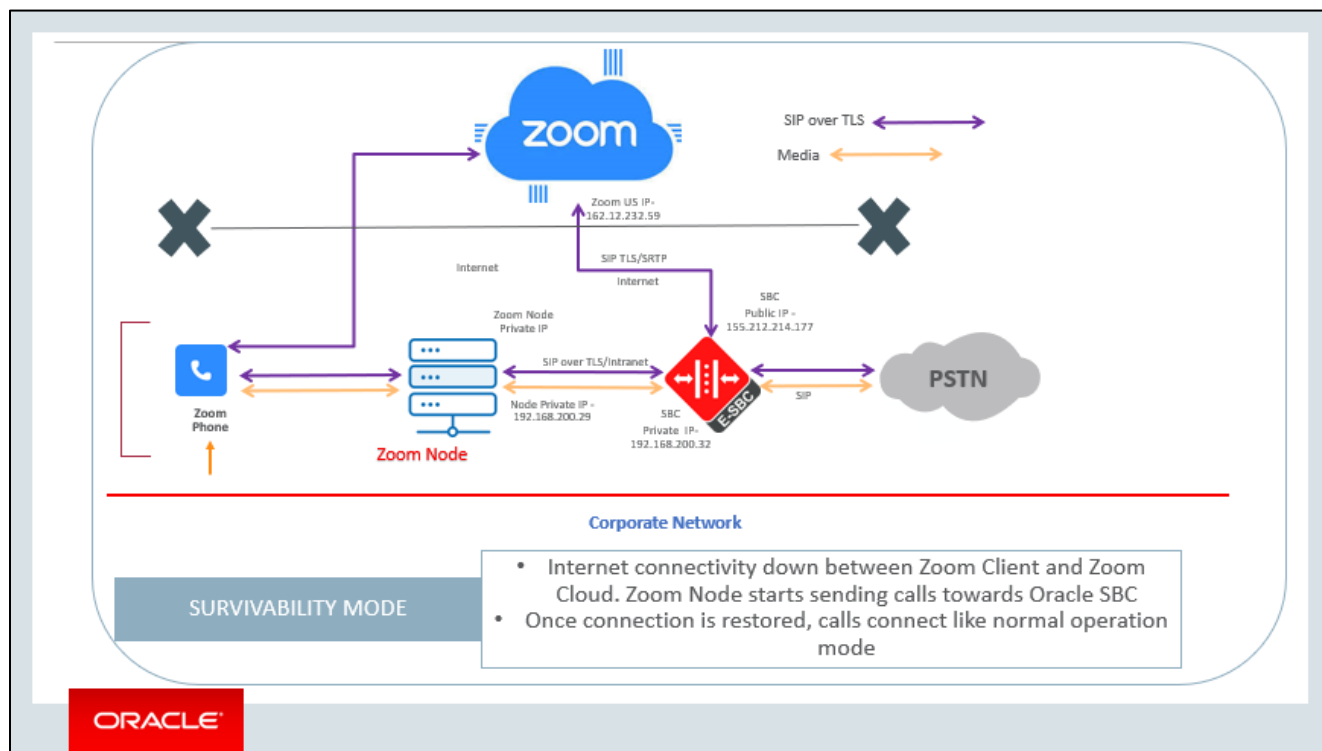 zoom
SIP over TLS
Media
Zoom US IP-
162.12.232.59
Internet
SIP TLS/SRTP
Internet
SBC
Public IP -
155.212.214.177
Zoom Node
Private IP
SIP over TLS/Intranet
PSTN
SIP
Zoom
Phone
Node Private IP -
192.168.200.29
SBC
Private IP-
192.168.200.32
E-SBC
Zoom Node
Corporate Network
SURVIVABILITY MODE
• Internet connectivity down between Zoom Client and Zoom
Cloud. Zoom Node starts sending calls towards Oracle SBC
• Once connection is restored, calls connect like normal operation
mode
ORACLE®